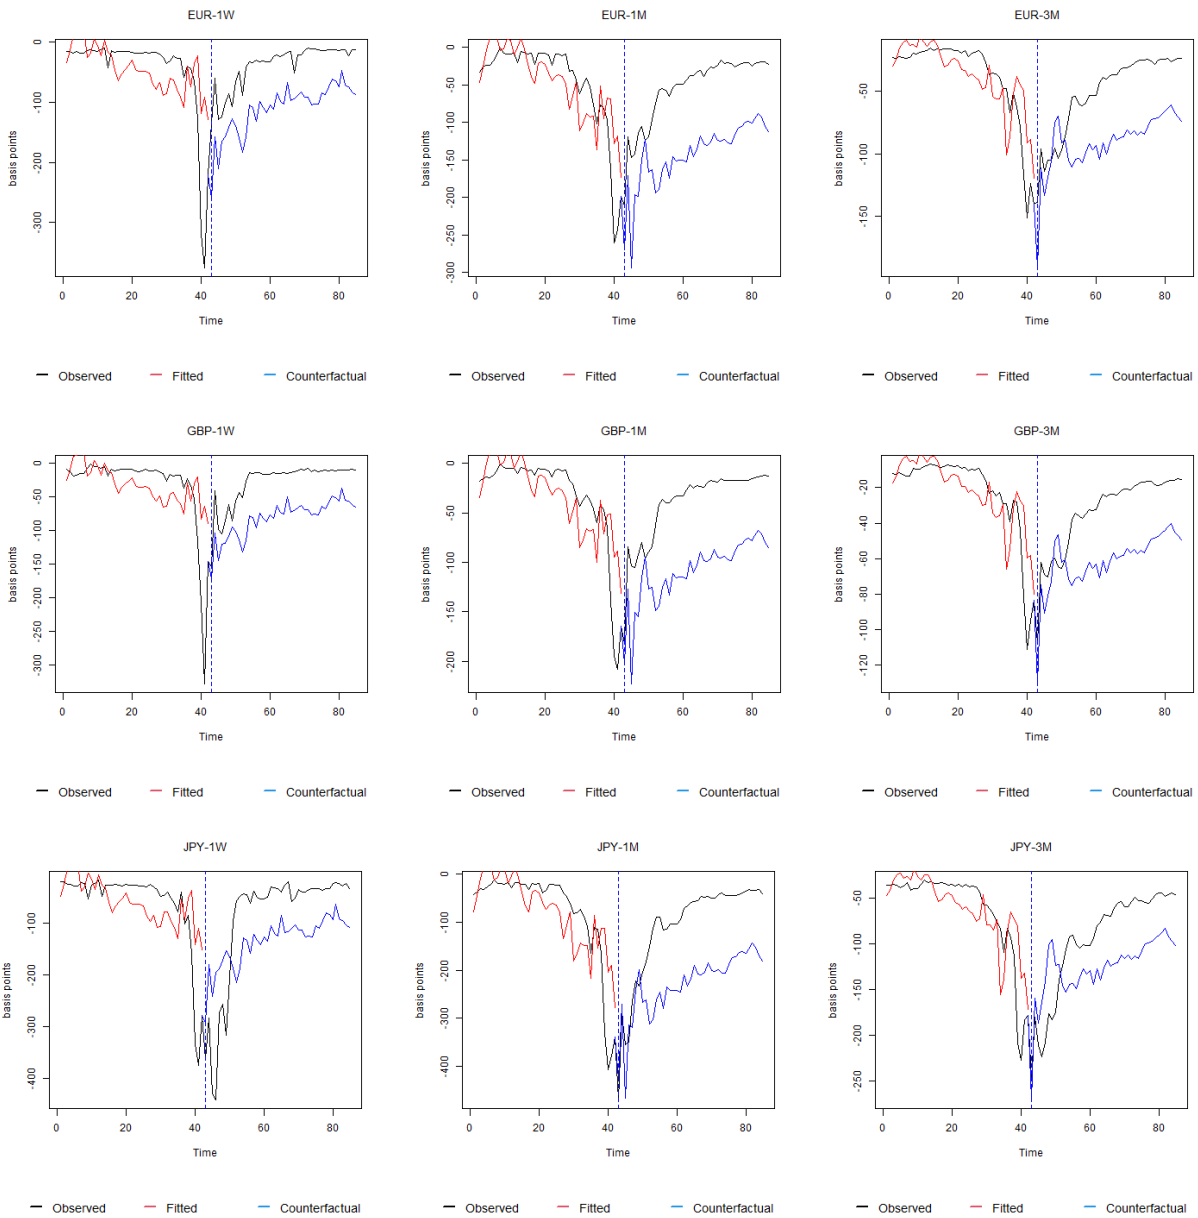 EUR-1W EUR-1M EUR-3M
basis points basis points basis points
0 -100 -200 -300
0 -50 -100 -150 -200 -250 -300
-50 -100 -150
0 20 40 60 80 0 20 40 60 80 0 20 40 60 80
Time Time Time
Observed Fitted Counterfactual Observed Fitted Counterfactual Observed Fitted Counterfactual
GBP-1W GBP-1M GBP-3M
basis points basis points basis points
0 -50 -100 -150 -200 -250 -300
0 -50 -100 -150 -200
-20 -40 -60 -80 -100 -120
0 20 40 60 80 0 20 40 60 80 0 20 40 60 80
Time Time Time
Observed Fitted Counterfactual Observed Fitted Counterfactual Observed Fitted Counterfactual
JPY-1W JPY-1M JPY-3M
basis points basis points basis points
-100 -200 -300 -400
0 -100 -200 -300 -400
-50 -100 -150 -200 -250
0 20 40 60 80 0 20 40 60 80 0 20 40 60 80
Time Time Time
Observed Fitted Counterfactual Observed Fitted Counterfactual Observed Fitted Counterfactual